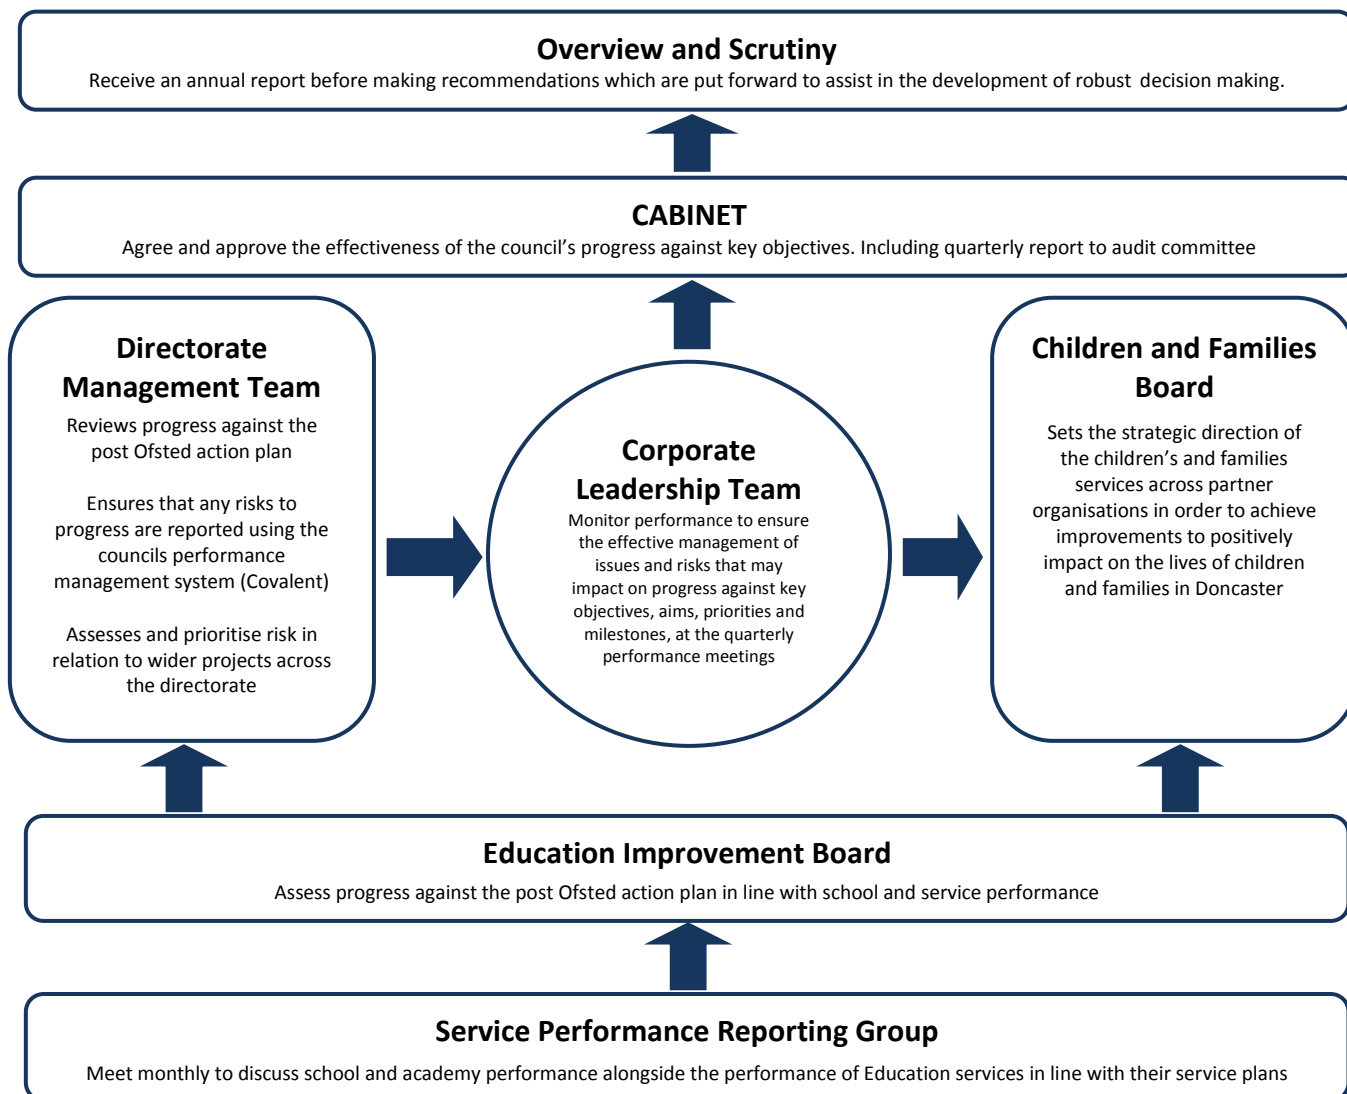 Overview and Scrutiny
Receive an annual report before making recommendations which are put forward to assist in the development of robust decision making.
CABINET
Agree and approve the effectiveness of the council's progress against key objectives. Including quarterly report to audit committee
Directorate
Management Team
Reviews progress against the
post Ofsted action plan
Ensures that any risks to
progress are reported using the
councils performance
management system (Covalent)
Assesses and prioritise risk in
relation to wider projects across
the directorate
Corporate
Leadership Team
Monitor performance to ensure
the effective management of
issues and risks that may
impact on progress against key
objectives, aims, priorities and
milestones, at the quarterly
performance meetings
Children and Families
Board
Sets the strategic direction of
the children's and families
services across partner
organisations in order to achieve
improvements to positively
impact on the lives of children
and families in Doncaster
Education Improvement Board
Assess progress against the post Ofsted action plan in line with school and service performance
Service Performance Reporting Group
Meet monthly to discuss school and academy performance alongside the performance of Education services in line with their service plans